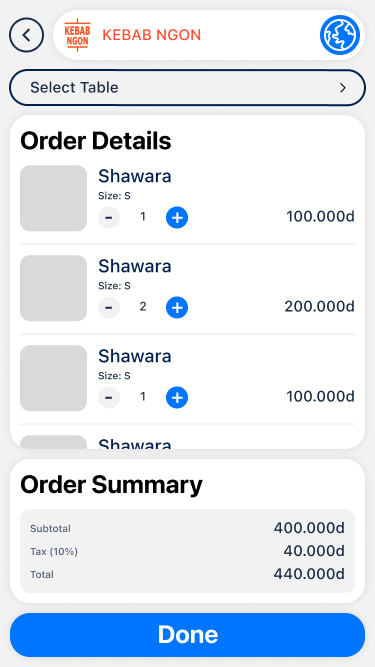 KEBAB
NGON
KEBAB NGON
Select Table
Order Details
Shawara
Size: S
- 1 + 100.000d
Shawara
Size: S
- 2 + 200.000d
Shawara
Size: S
- 1 + 100.000d
Shawara
Order Summary
Subtotal 400.000d
Tax (10%) 40.000d
Total 440.000d
Done